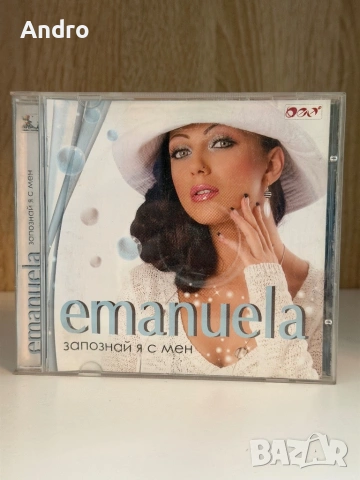 Andro
emanuela
запознай я с мен
emanuela
запознай я с мен
BAZAR